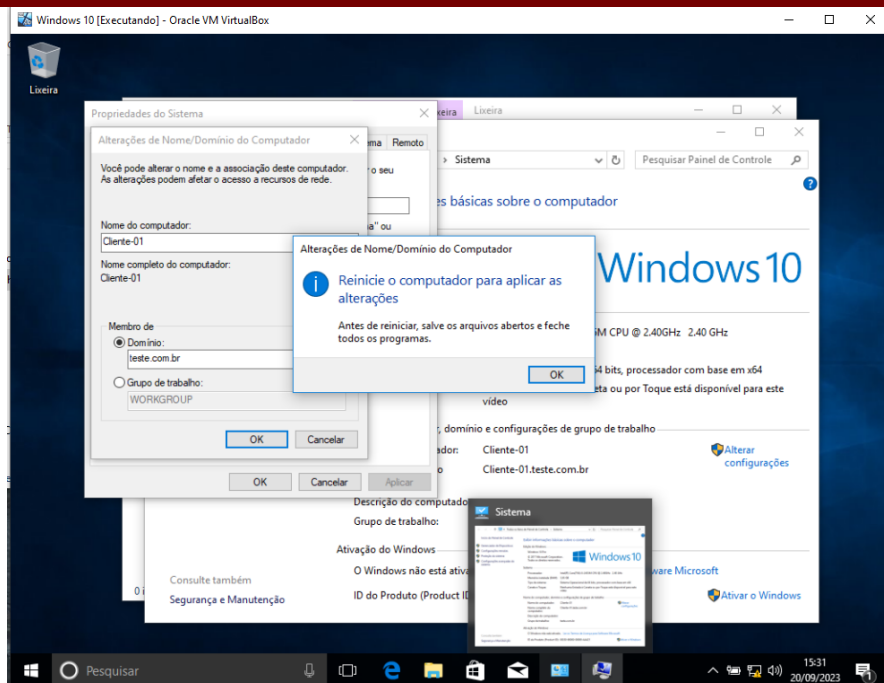 Windows 10 [Executando] - Oracle VM VirtualBox
Lixeira
Propriedades do Sistema
xeira Lixeira
Alterações de Nome/Domínio do Computador
ma Remoto
Você pode alterar o nome e a associação deste computador.
As alterações podem afetar o acesso a recursos de rede.
o seu
Sistema
Pesquisar Painel de Controle
es básicas sobre o computador
Nome do computador:
Cliente-01
a" ou
Nome completo do computador:
Cliente-01
Alterações de Nome/Domínio do Computador
Reinicie o computador para aplicar as
alterações
Antes de reiniciar, salve os arquivos abertos e feche
todos os programas.
OK
Windows 10
M CPU @ 2.40GHz 2.40 GHz
64 bits, processador com base em x64
eta ou por Toque está disponível para este
vídeo
Membro de
Domínio:
teste.com.br
Grupo de trabalho:
WORKGROUP
OK Cancelar
OK Cancelar Aplicar
, domínio e configurações de grupo de trabalho
ador: Cliente-01
o Cliente-01.teste.com.br
Alterar
configurações
Descrição do computado
Grupo de trabalho:
Ativação do Windows
O Windows não está ativa
ware Microsoft
ID do Produto (Product ID
Ativar o Windows
Consulte também
Segurança e Manutenção
0 i
Sistema
Windows 10
Pesquisar
15:31
20/09/2023
1